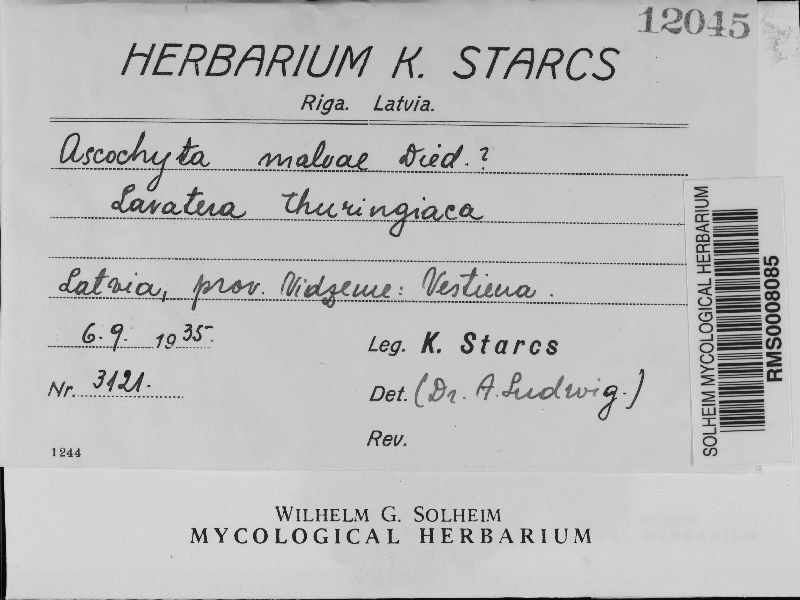 12045
HERBARIUM K. STARCS
Riga. Latvia.
Ascochyta malvae Died.?
Lavatera thuringiaca
Latvia, prov. Vidzeme: Vestiena.
6.9. 1935.
Leg. K. Starcs
Nr. 3121.
Det. (Dr. A. Ludwig.)
Rev.
1244
SOLHEIM MYCOLOGICAL HERBARIUM
RMS0008085
WILHELM G. SOLHEIM
MYCOLOGICAL HERBARIUM